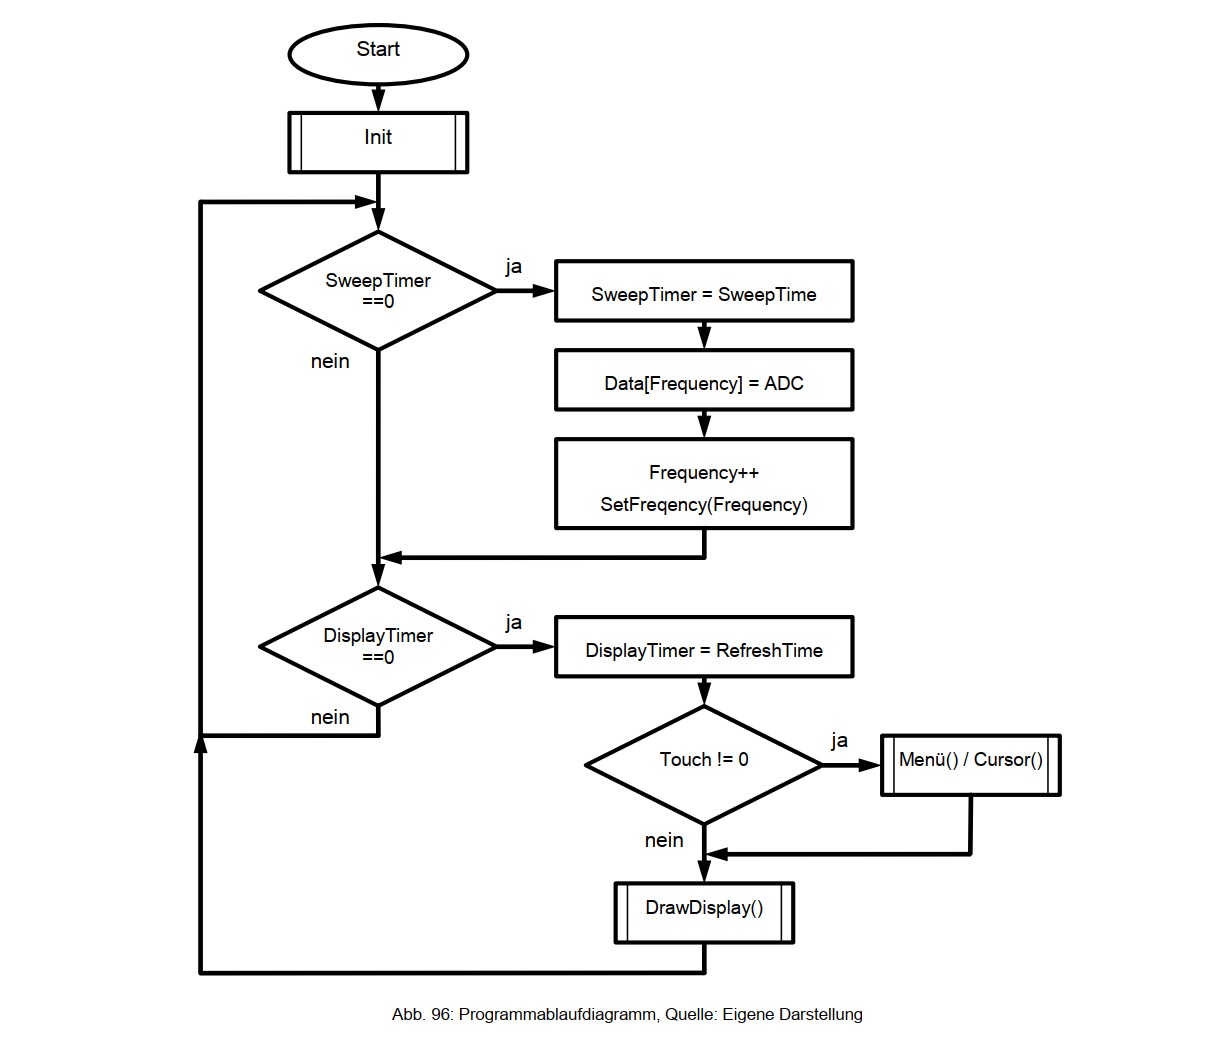 Start
Init
SweepTimer
==0
ja
SweepTimer = SweepTime
nein
Data[Frequency] = ADC
Frequency++
SetFreqency(Frequency)
DisplayTimer
==0
ja
DisplayTimer = RefreshTime
nein
Touch != 0
ja
Menü() / Cursor()
nein
DrawDisplay()
Abb. 96: Programmablaufdiagramm, Quelle: Eigene Darstellung